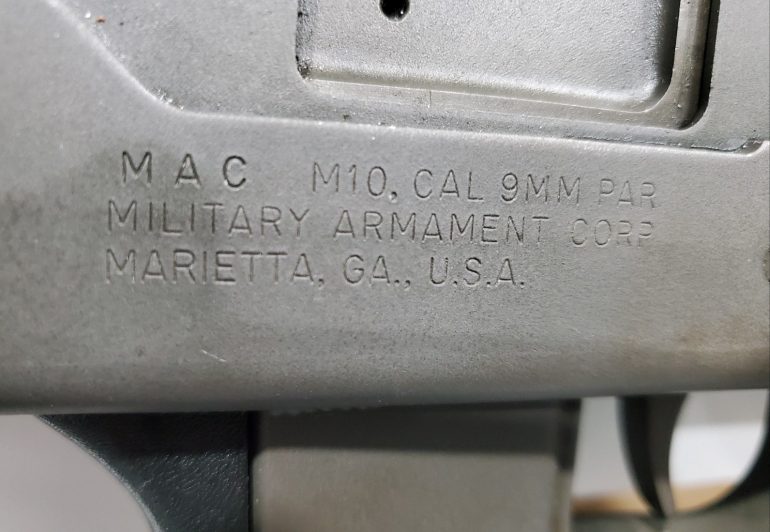 MAC M10, CAL 9MM PAR
MILITARY ARMAMENT CORP
MARIETTA, GA., U.S.A.